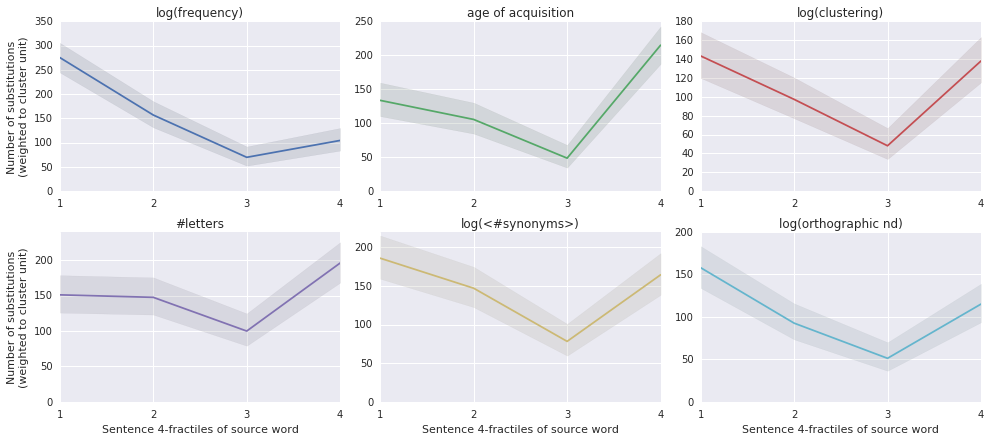 log(frequency)
age of acquisition
log(clustering)
Number of substitutions
(weighted to cluster unit)
350
300
250
200
150
100
50
0
1 2 3 4
250
200
150
100
50
0
1 2 3 4
180
160
140
120
100
80
60
40
20
0
1 2 3 4
#letters
log(<#synonyms>)
log(orthographic nd)
Number of substitutions
(weighted to cluster unit)
200
150
100
50
0
1 2 3 4
Sentence 4-fractiles of source word
200
150
100
50
0
1 2 3 4
Sentence 4-fractiles of source word
200
150
100
50
0
1 2 3 4
Sentence 4-fractiles of source word